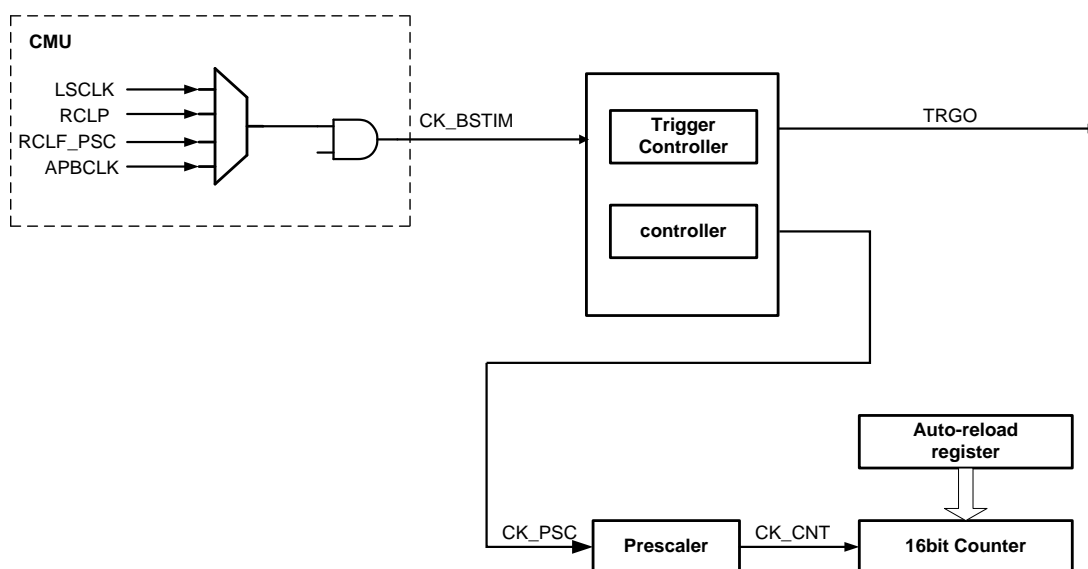 CMU
LSCLK
RCLP
RCLF_PSC
APBCLK
CK_BSTIM
Trigger
Controller
TRGO
controller
Auto-reload
register
CK_PSC
Prescaler
CK_CNT
16bit Counter